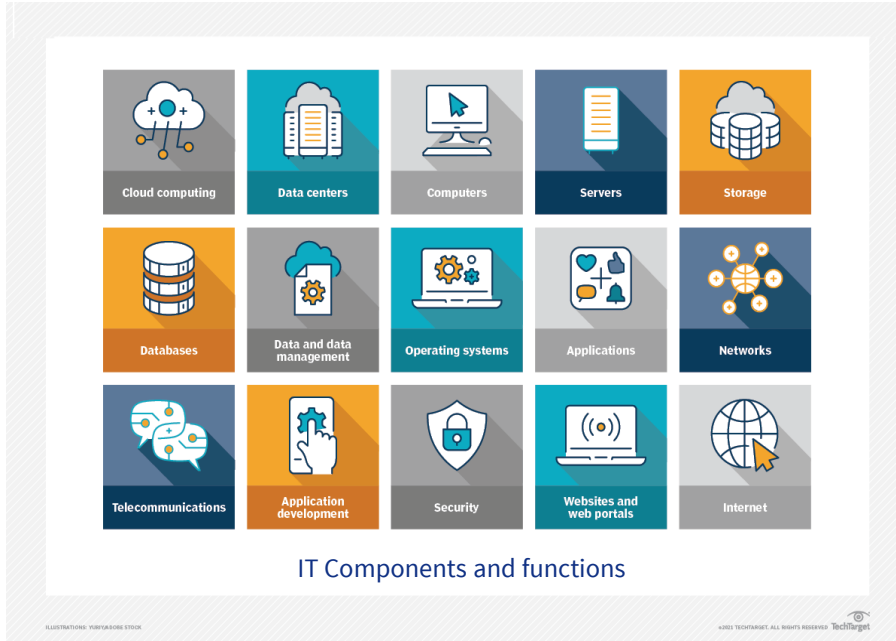 Cloud computing
Data centers
Computers
Servers
Storage
Databases
Data and data
management
Operating systems
Applications
Networks
Telecommunications
Application
development
Security
Websites and
web portals
Internet
IT Components and functions
ILLUSTRATIONS: YURIY/ADOBE STOCK
©2021 TECHTARGET. ALL RIGHTS RESERVED TechTarget